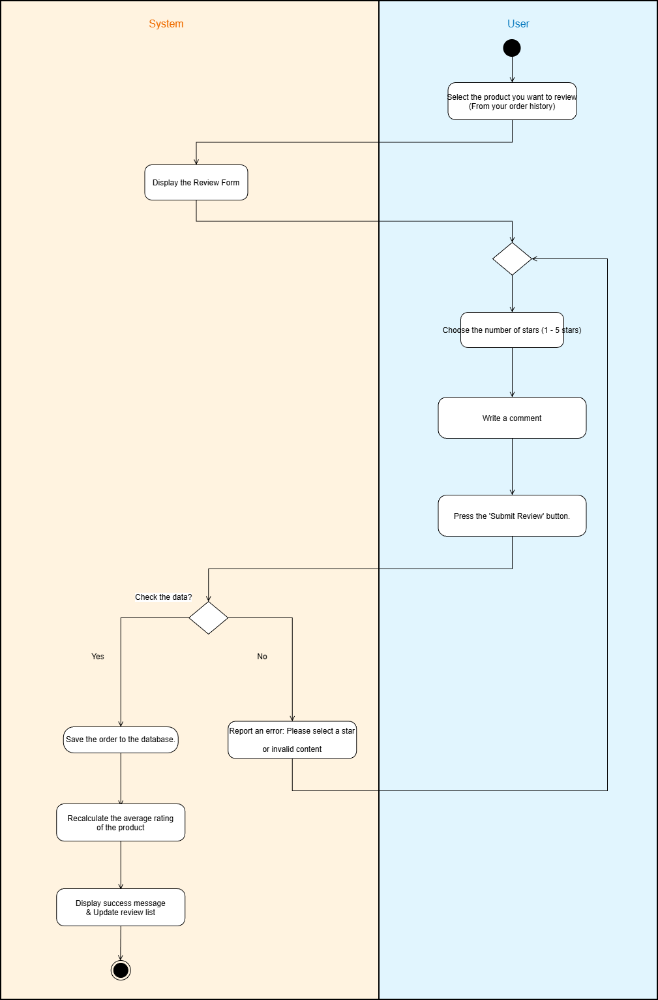 System
User
Select the product you want to review
(From your order history)
Display the Review Form
Choose the number of stars (1 - 5 stars)
Write a comment
Press the 'Submit Review' button.
Check the data?
Yes
No
Save the order to the database.
Report an error: Please select a star
or invalid content
Recalculate the average rating
of the product
Display success message
& Update review list